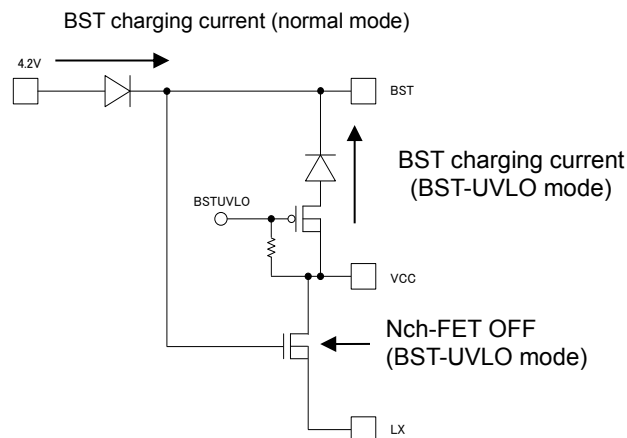 BST charging current (normal mode)
4.2V
BST
BST charging current
(BST-UVLO mode)
BSTUVLO
VCC
Nch-FET OFF
(BST-UVLO mode)
LX